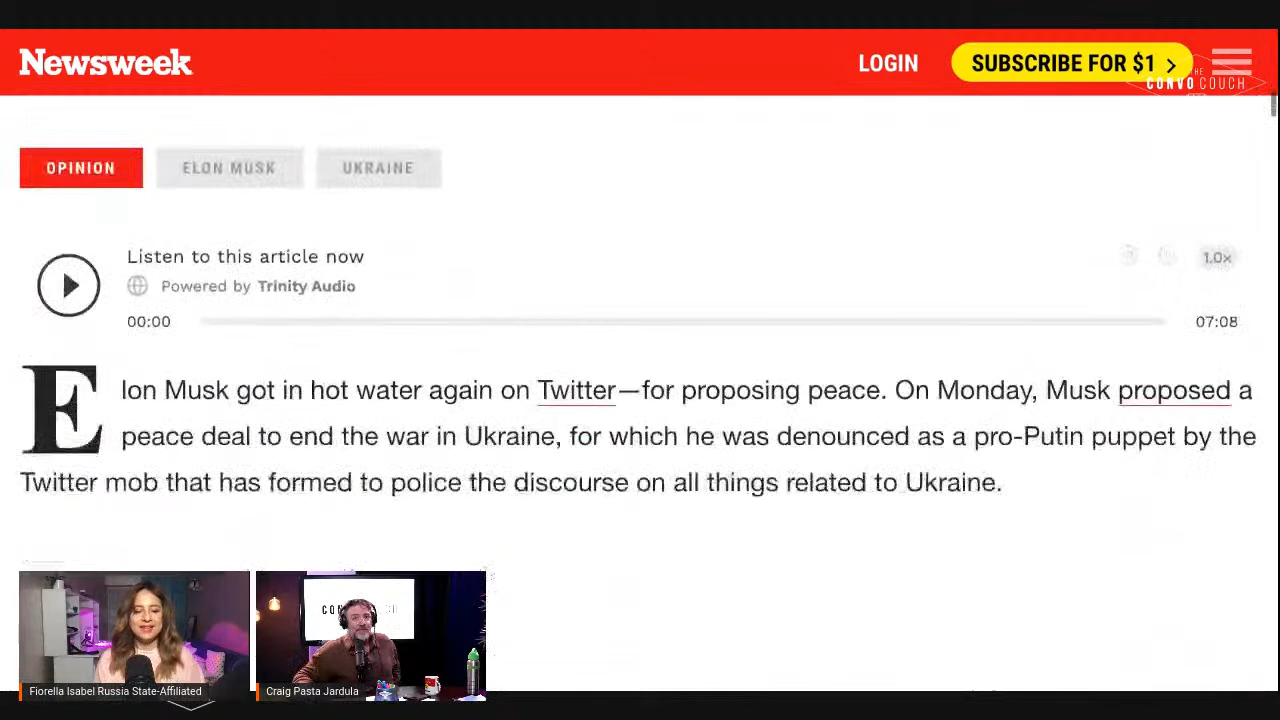 Newsweek
LOGIN
SUBSCRIBE FOR $1
THE
CONVO COUCH
OPINION
ELON MUSK
UKRAINE
Listen to this article now
Powered by Trinity Audio
1.0x
00:00
07:08
Elon Musk got in hot water again on Twitter—for proposing peace. On Monday, Musk proposed a
peace deal to end the war in Ukraine, for which he was denounced as a pro-Putin puppet by the
Twitter mob that has formed to police the discourse on all things related to Ukraine.
Fiorella Isabel Russia State-Affiliated
Craig Pasta Jardula